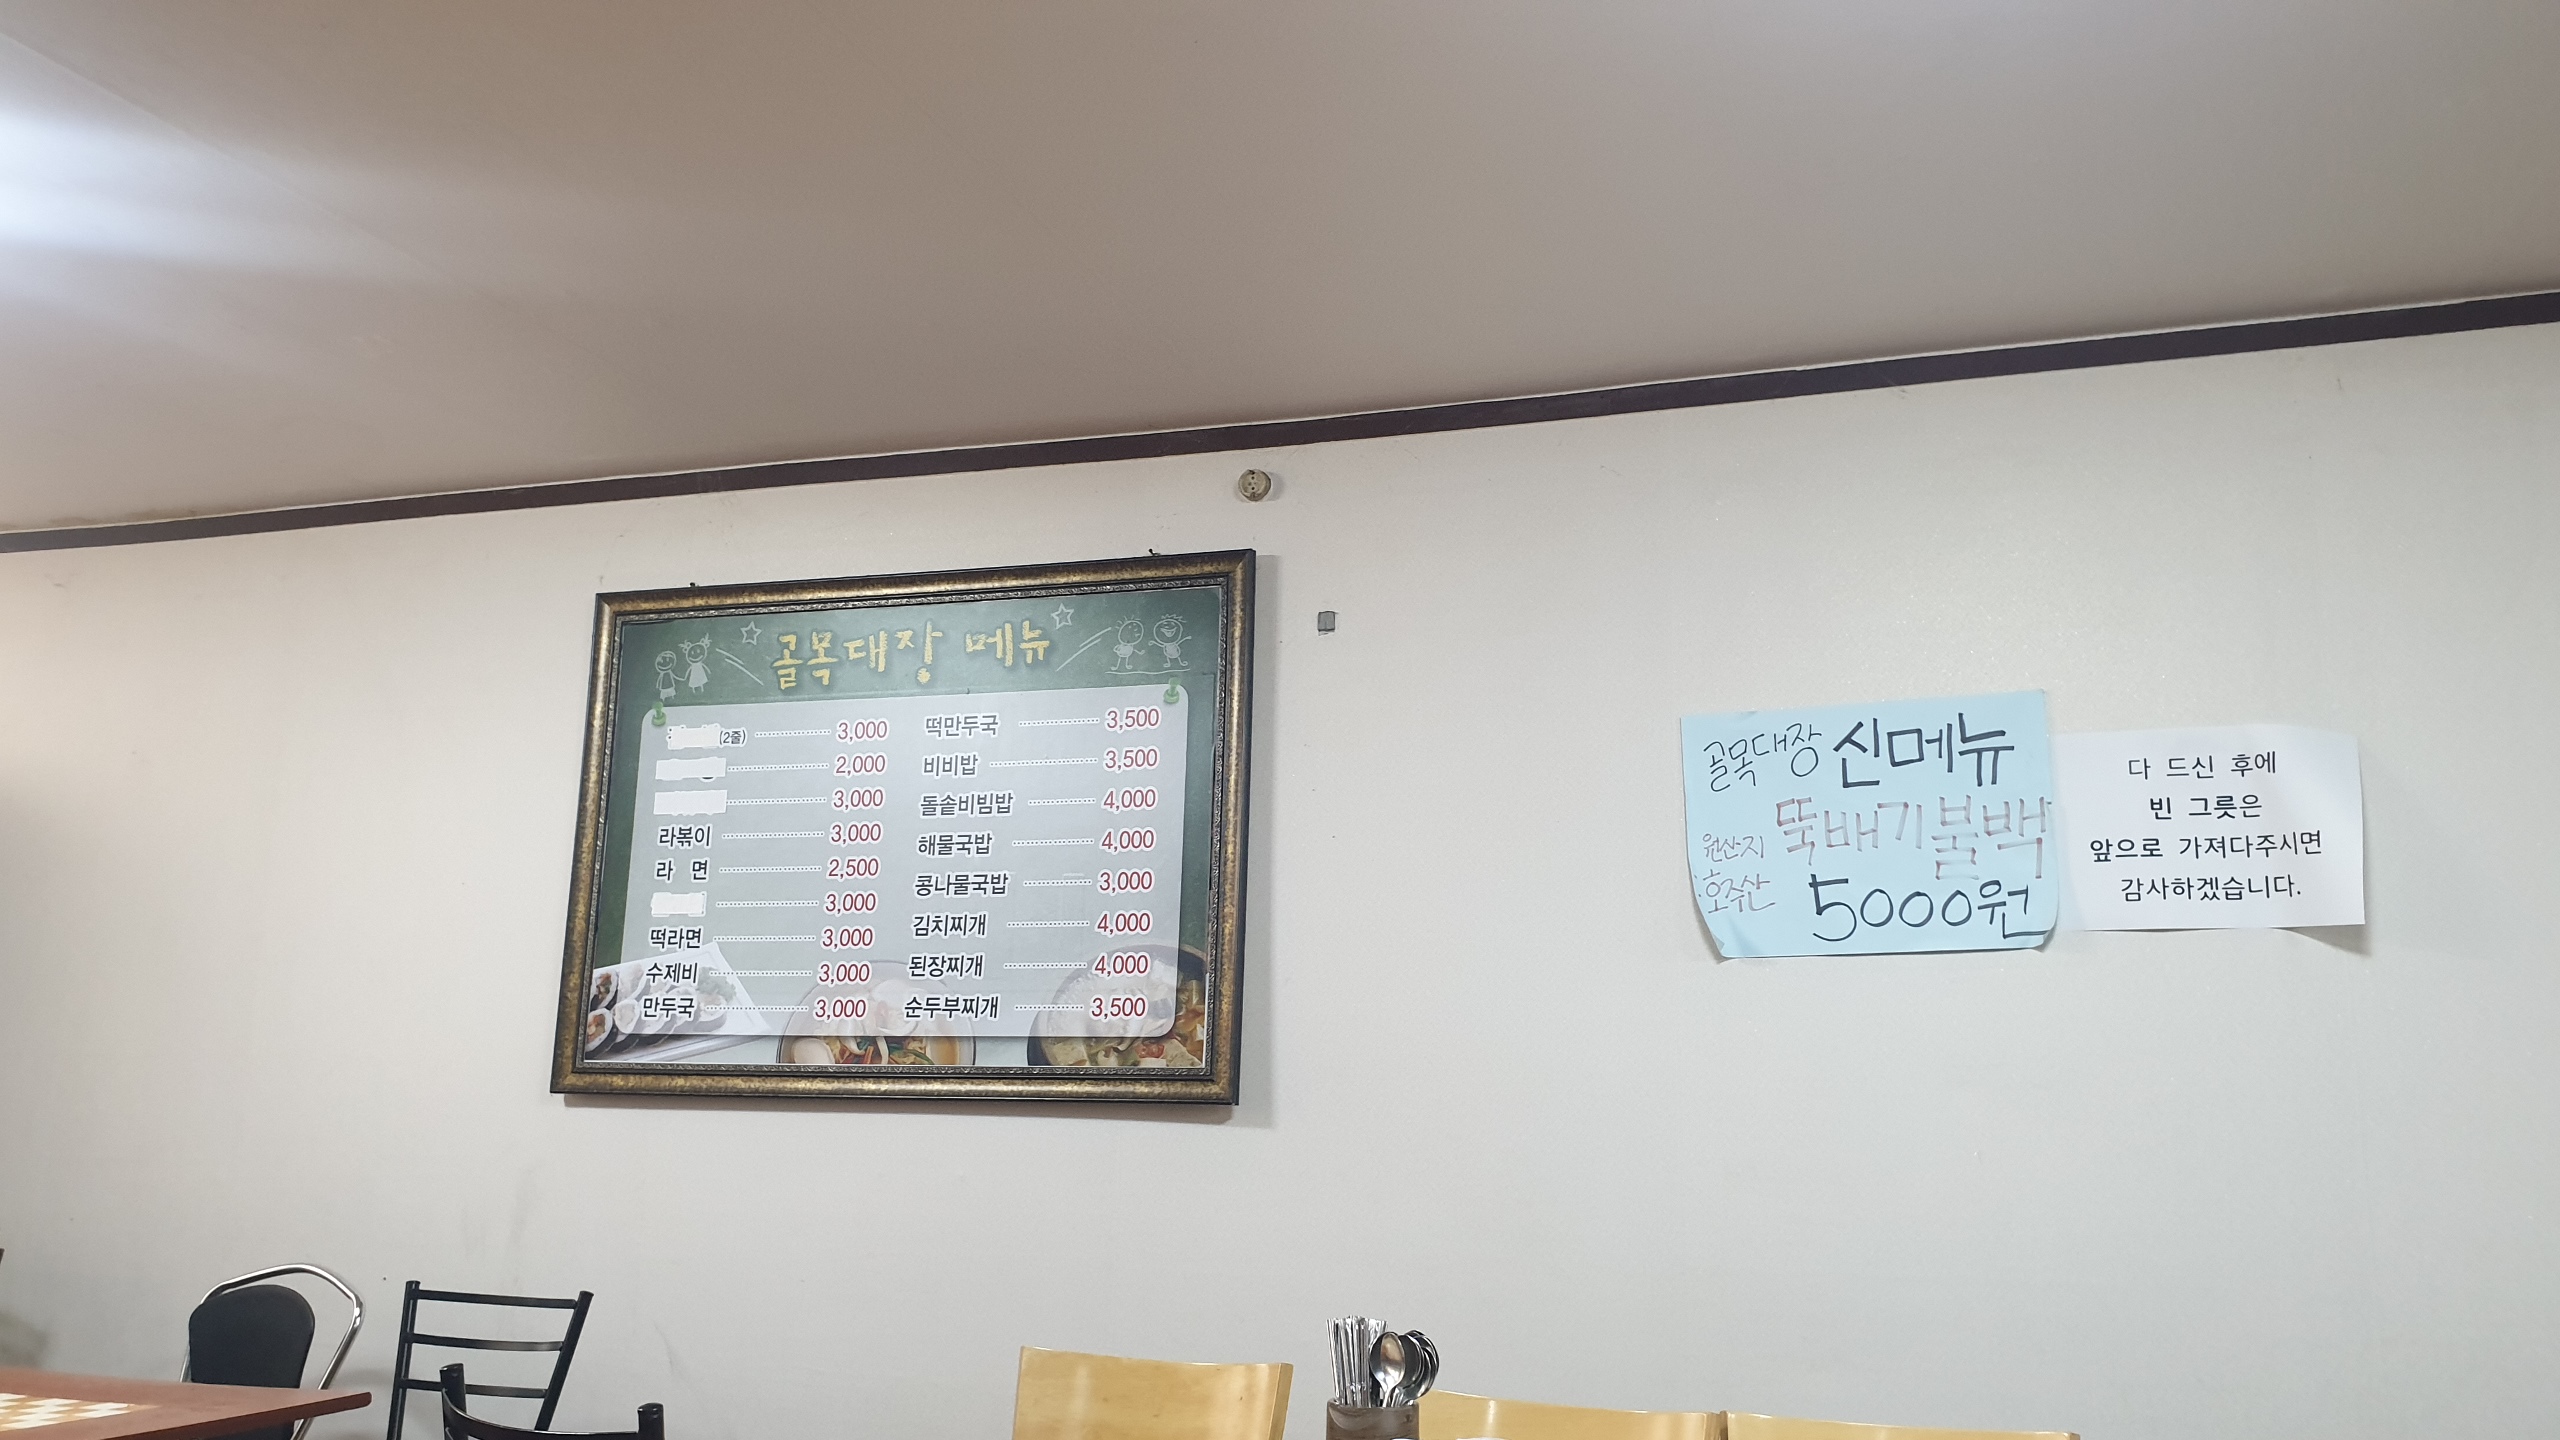 골목대장 메뉴
(2줄) 3,000
2,000
3,000
라볶이 3,000
라 면 2,500
3,000
떡라면 3,000
수제비 3,000
만두국 3,000
떡만두국 3,500
비비밥 3,500
돌솥비빔밥 4,000
해물국밥 4,000
콩나물국밥 3,000
김치찌개 4,000
된장찌개 4,000
순두부찌개 3,500
골목대장 신메뉴
뚝배기불백
원산지
호주산
5000원
다 드신 후에
빈 그릇은
앞으로 가져다주시면
감사하겠습니다.